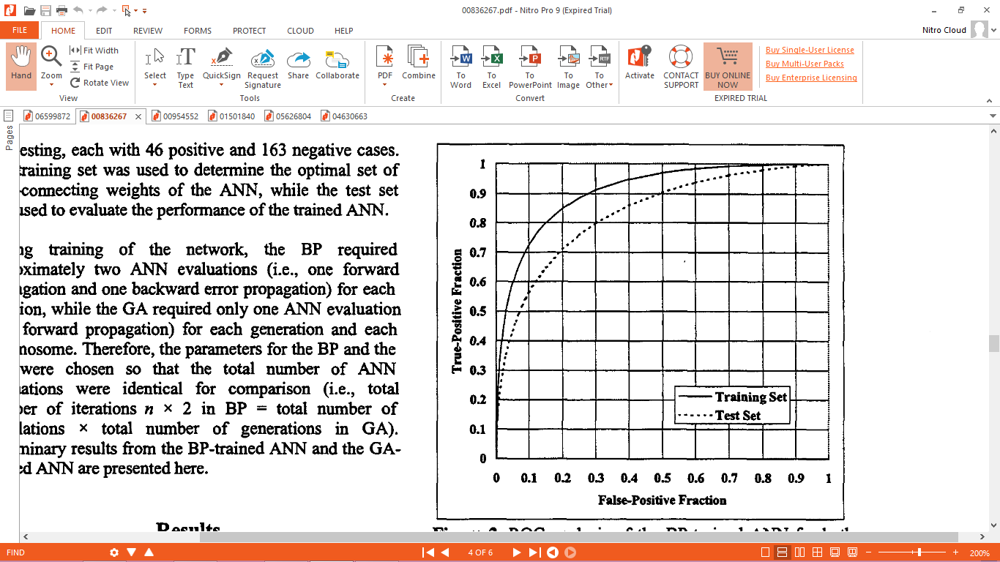 00836267.pdf - Nitro Pro 9 (Expired Trial)
FILE HOME EDIT REVIEW FORMS PROTECT CLOUD HELP Nitro Cloud
Hand
Zoom
Fit Width
Fit Page
Rotate View
View
Select
Type Text
QuickSign
Request Signature
Share
Collaborate
Tools
PDF
Combine
Create
To Word
To Excel
To PowerPoint
To Image
To Other
Convert
Activate
CONTACT SUPPORT
BUY ONLINE NOW
Buy Single-User License
Buy Multi-User Packs
Buy Enterprise Licensing
EXPIRED TRIAL
06599872 00836267 00954552 01501840 05626804 04630663
Pages
esting, each with 46 positive and 163 negative cases.
training set was used to determine the optimal set of
-connecting weights of the ANN, while the test set
used to evaluate the performance of the trained ANN.
ng training of the network, the BP required
oximately two ANN evaluations (i.e., one forward
agation and one backward error propagation) for each
ion, while the GA required only one ANN evaluation
forward propagation) for each generation and each
mosome. Therefore, the parameters for the BP and the
were chosen so that the total number of ANN
uations were identical for comparison (i.e., total
ber of iterations n × 2 in BP = total number of
lations × total number of generations in GA).
minary results from the BP-trained ANN and the GA-
ed ANN are presented here.
Results
True-Positive Fraction
1
0.9
0.8
0.7
0.6
0.5
0.4
0.3
0.2
0.1
0
Training Set
Test Set
0 0.1 0.2 0.3 0.4 0.5 0.6 0.7 0.8 0.9 1
False-Positive Fraction
FIND 4 OF 6 200%